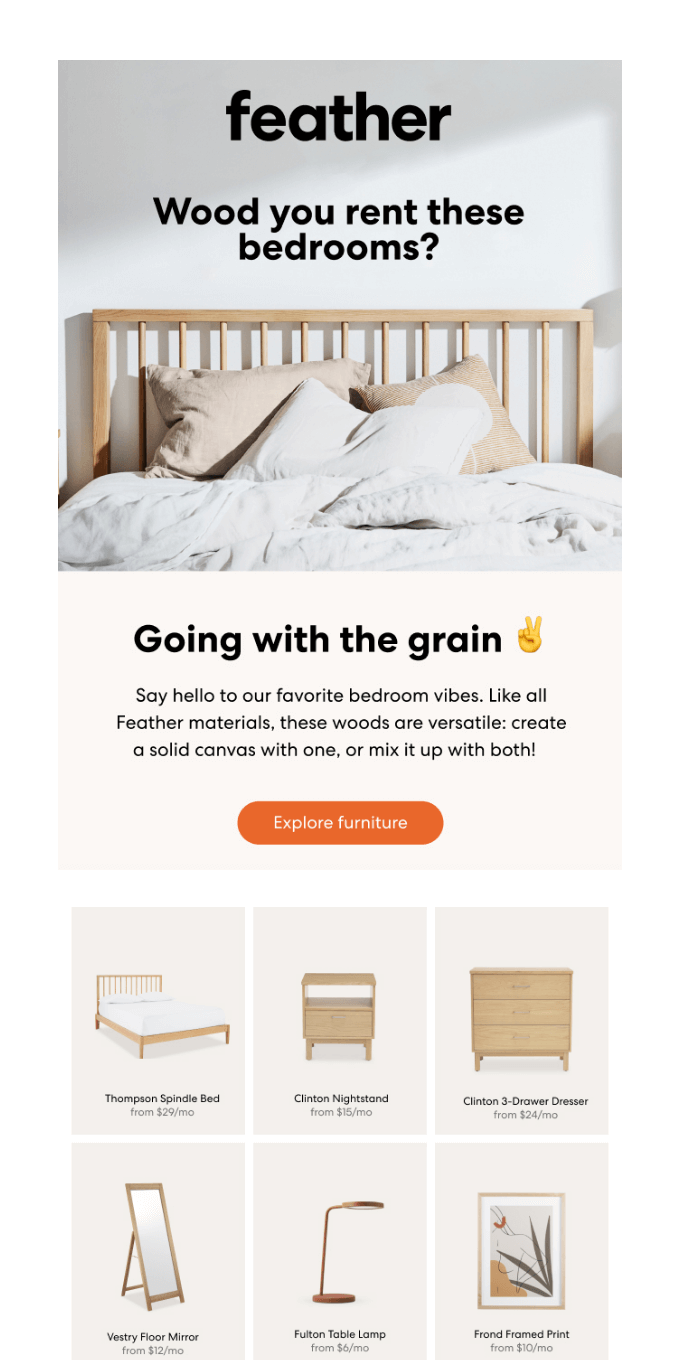 feather
Wood you rent these
bedrooms?
Going with the grain ✌️
Say hello to our favorite bedroom vibes. Like all
Feather materials, these woods are versatile: create
a solid canvas with one, or mix it up with both!
Explore furniture
Thompson Spindle Bed
from $29/mo
Clinton Nightstand
from $15/mo
Clinton 3-Drawer Dresser
from $24/mo
Vestry Floor Mirror
from $12/mo
Fulton Table Lamp
from $6/mo
Frond Framed Print
from $10/mo